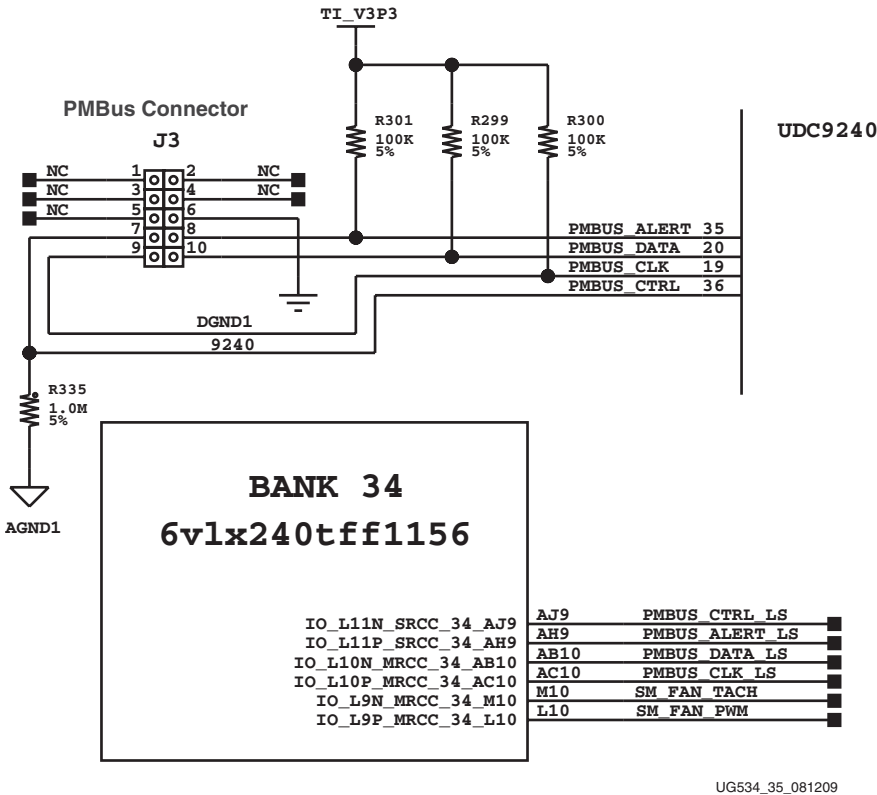 TI_V3P3
PMBus Connector
J3
R301
100K
5%
R299
100K
5%
R300
100K
5%
UDC9240
NC 1 2 NC
NC 3 4 NC
NC 5 6
7 8
9 10
PMBUS_ALERT 35
PMBUS_DATA 20
PMBUS_CLK 19
PMBUS_CTRL 36
DGND1
9240
R335
1.0M
5%
AGND1
BANK 34
6vlx240tff1156
IO_L11N_SRCC_34_AJ9 AJ9 PMBUS_CTRL_LS
IO_L11P_SRCC_34_AH9 AH9 PMBUS_ALERT_LS
IO_L10N_MRCC_34_AB10 AB10 PMBUS_DATA_LS
IO_L10P_MRCC_34_AC10 AC10 PMBUS_CLK_LS
IO_L9N_MRCC_34_M10 M10 SM_FAN_TACH
IO_L9P_MRCC_34_L10 L10 SM_FAN_PWM
UG534_35_081209